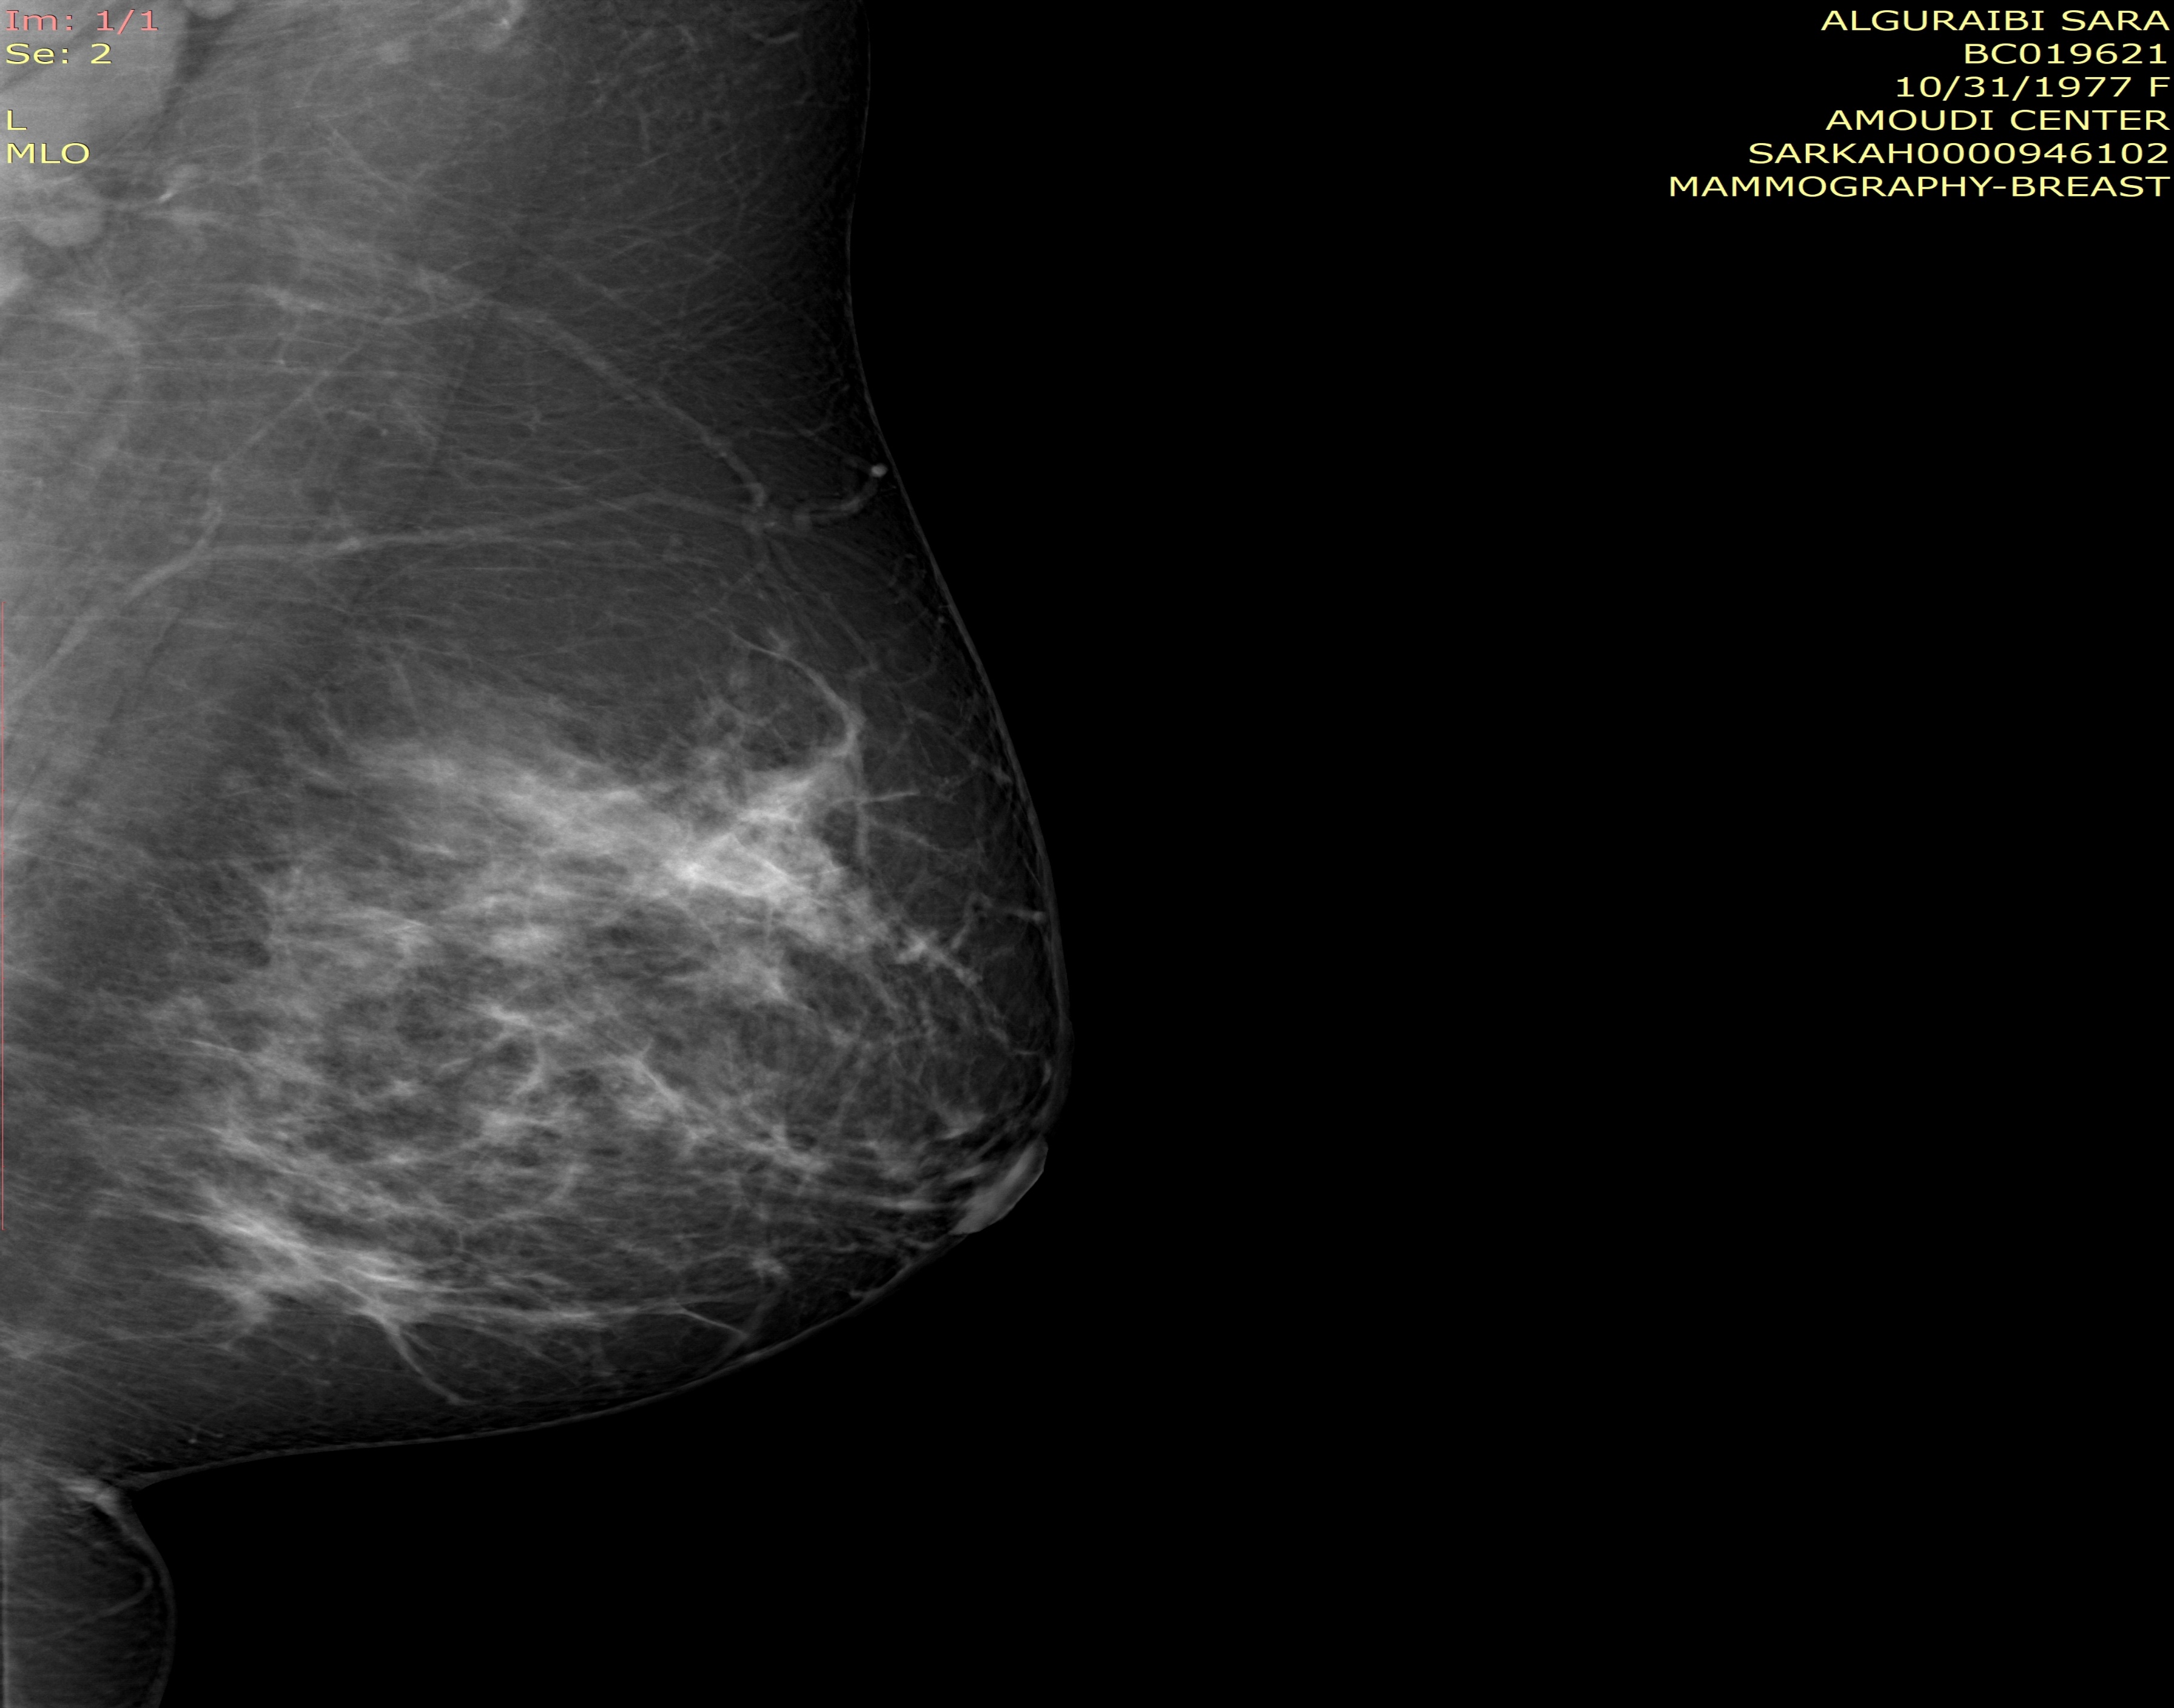 Im: 1/1
Se: 2
L
MLO
ALGURAIBI SARA
BC019621
10/31/1977 F
AMOUDI CENTER
SARKAH0000946102
MAMMOGRAPHY-BREAST